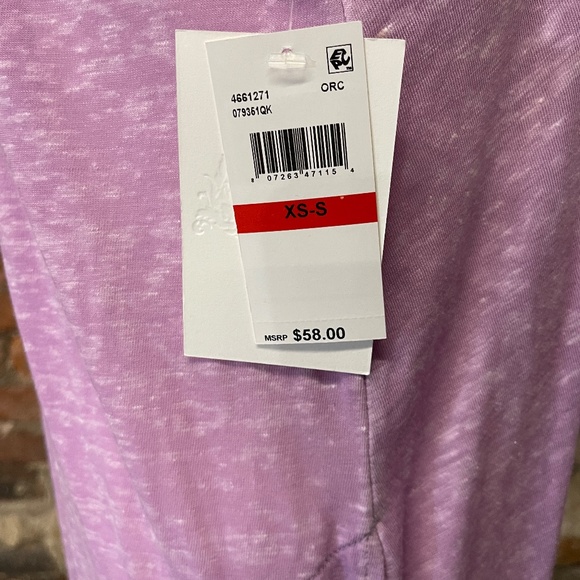 4661271 ORC
079351QK
8 07263 47115 4
XS-S
MSRP $58.00